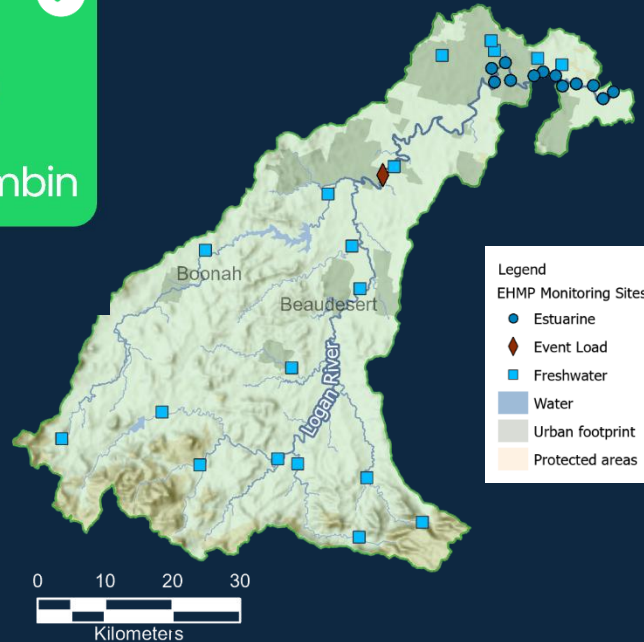 mbin
Boonah
Beaudesert
Logan River
Legend
EHMP Monitoring Sites
Estuarine
Event Load
Freshwater
Water
Urban footprint
Protected areas
0 10 20 30
Kilometers